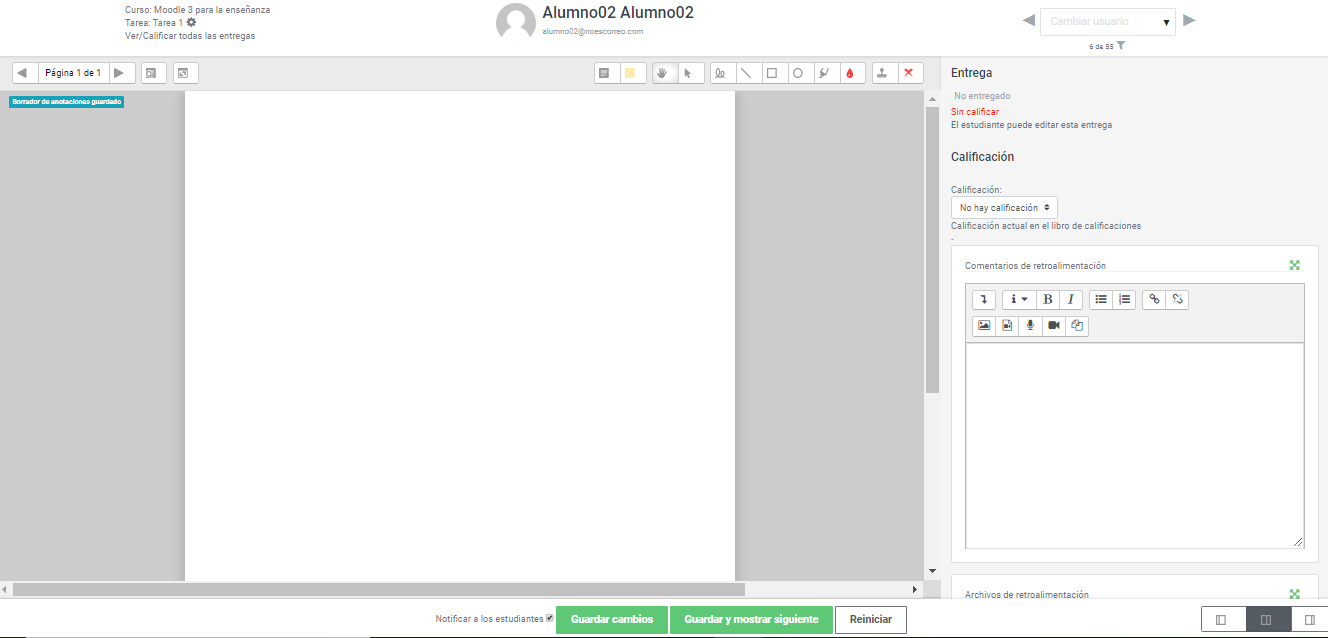 Curso: Moodle 3 para la enseñanza
Tarea: Tarea 1
Ver/Calificar todas las entregas
Alumno02 Alumno02
alumno02@noescorreo.com
Cambiar usuario
6 de 55
Página 1 de 1
Borrador de anotaciones guardado
Entrega
No entregado
Sin calificar
El estudiante puede editar esta entrega
Calificación
Calificación:
No hay calificación
Calificación actual en el libro de calificaciones
-
Comentarios de retroalimentación
B I
Archivos de retroalimentación
Notificar a los estudiantes
Guardar cambios
Guardar y mostrar siguiente
Reiniciar